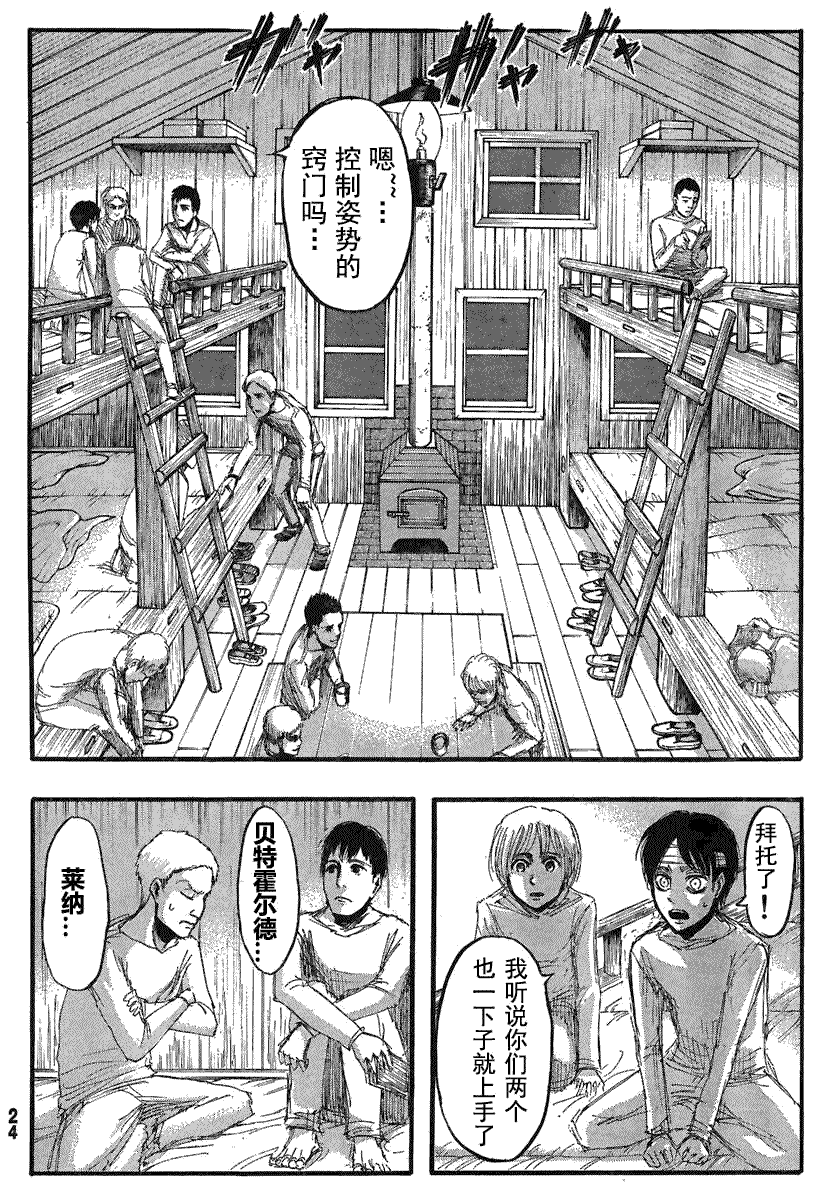 ガヤ
ガヤ
ガヤ
嗯~~…
控制姿势的
窍门吗…
拜托了！
我听说你们两个
也一下子就上手了
贝特霍尔德…
莱纳…
24